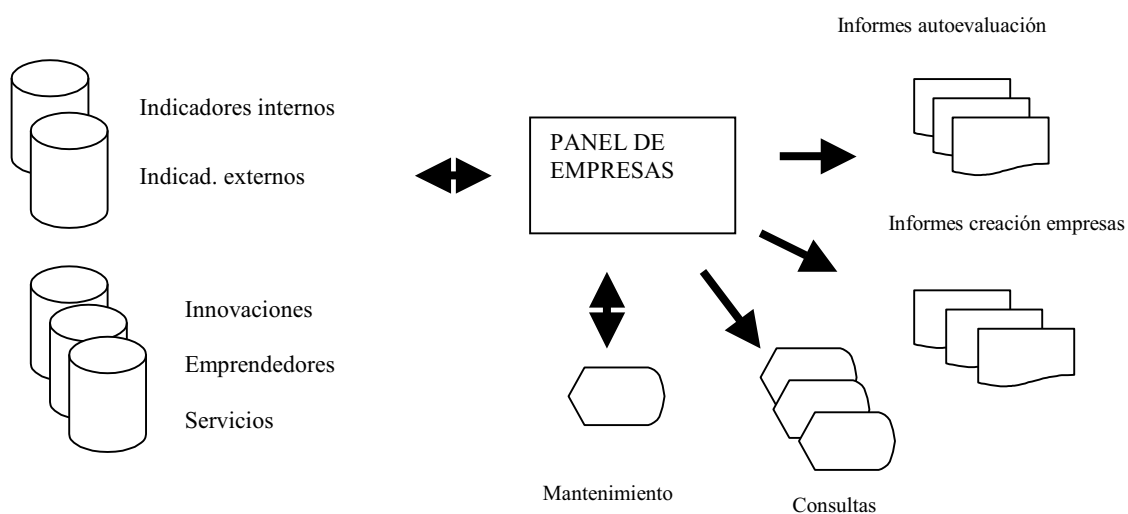 Informes autoevaluación
Indicadores internos
Indicad. externos
PANEL DE
EMPRESAS
Informes creación empresas
Innovaciones
Emprendedores
Servicios
Mantenimiento
Consultas